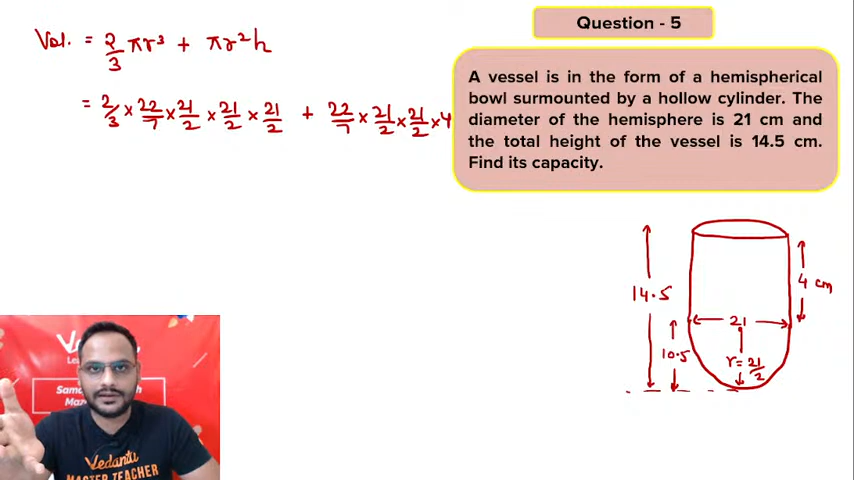 Vol. = 2/3 πr³ + πr²h
= 2/3 × 22/7 × 21/2 × 21/2 × 21/2 + 22/7 × 21/2 × 21/2 × 4
Question - 5
A vessel is in the form of a hemispherical
bowl surmounted by a hollow cylinder. The
diameter of the hemisphere is 21 cm and
the total height of the vessel is 14.5 cm.
Find its capacity.
4 cm
14.5
21
10.5
r = 21/2
Vedantu
MASTER TEACHER